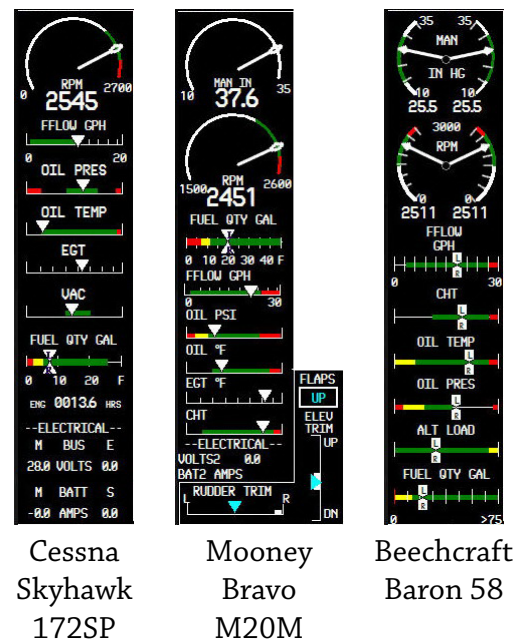 RPM
0 2700
2545
FFLOW GPH
0 20
OIL PRES
OIL TEMP
EGT
VAC
FUEL QTY GAL
0 10 20 F
ENG 0013.6 HRS
--ELECTRICAL--
M BUS E
28.0 VOLTS 0.0
M BATT S
-0.0 AMPS 0.0
Cessna
Skyhawk
172SP
MAN IN
10 35
37.6
RPM
1500 2600
2451
FUEL QTY GAL
0 10 20 30 40 F
FFLOW GPH
0 30
OIL PSI
OIL °F
EGT °F
CHT
--ELECTRICAL--
VOLTS2 0.0
BAT2 AMPS
RUDDER TRIM
L R
FLAPS
UP
ELEV
TRIM
UP
DN
Mooney
Bravo
M20M
35 35
MAN
IN HG
10 10
25.5 25.5
3000
RPM
0 0
2511 2511
FFLOW
GPH
L
R
0 30
CHT
L
R
OIL TEMP
L
R
OIL PRES
L
R
ALT LOAD
L
R
FUEL QTY GAL
L
R
0 >75
Beechcraft
Baron 58